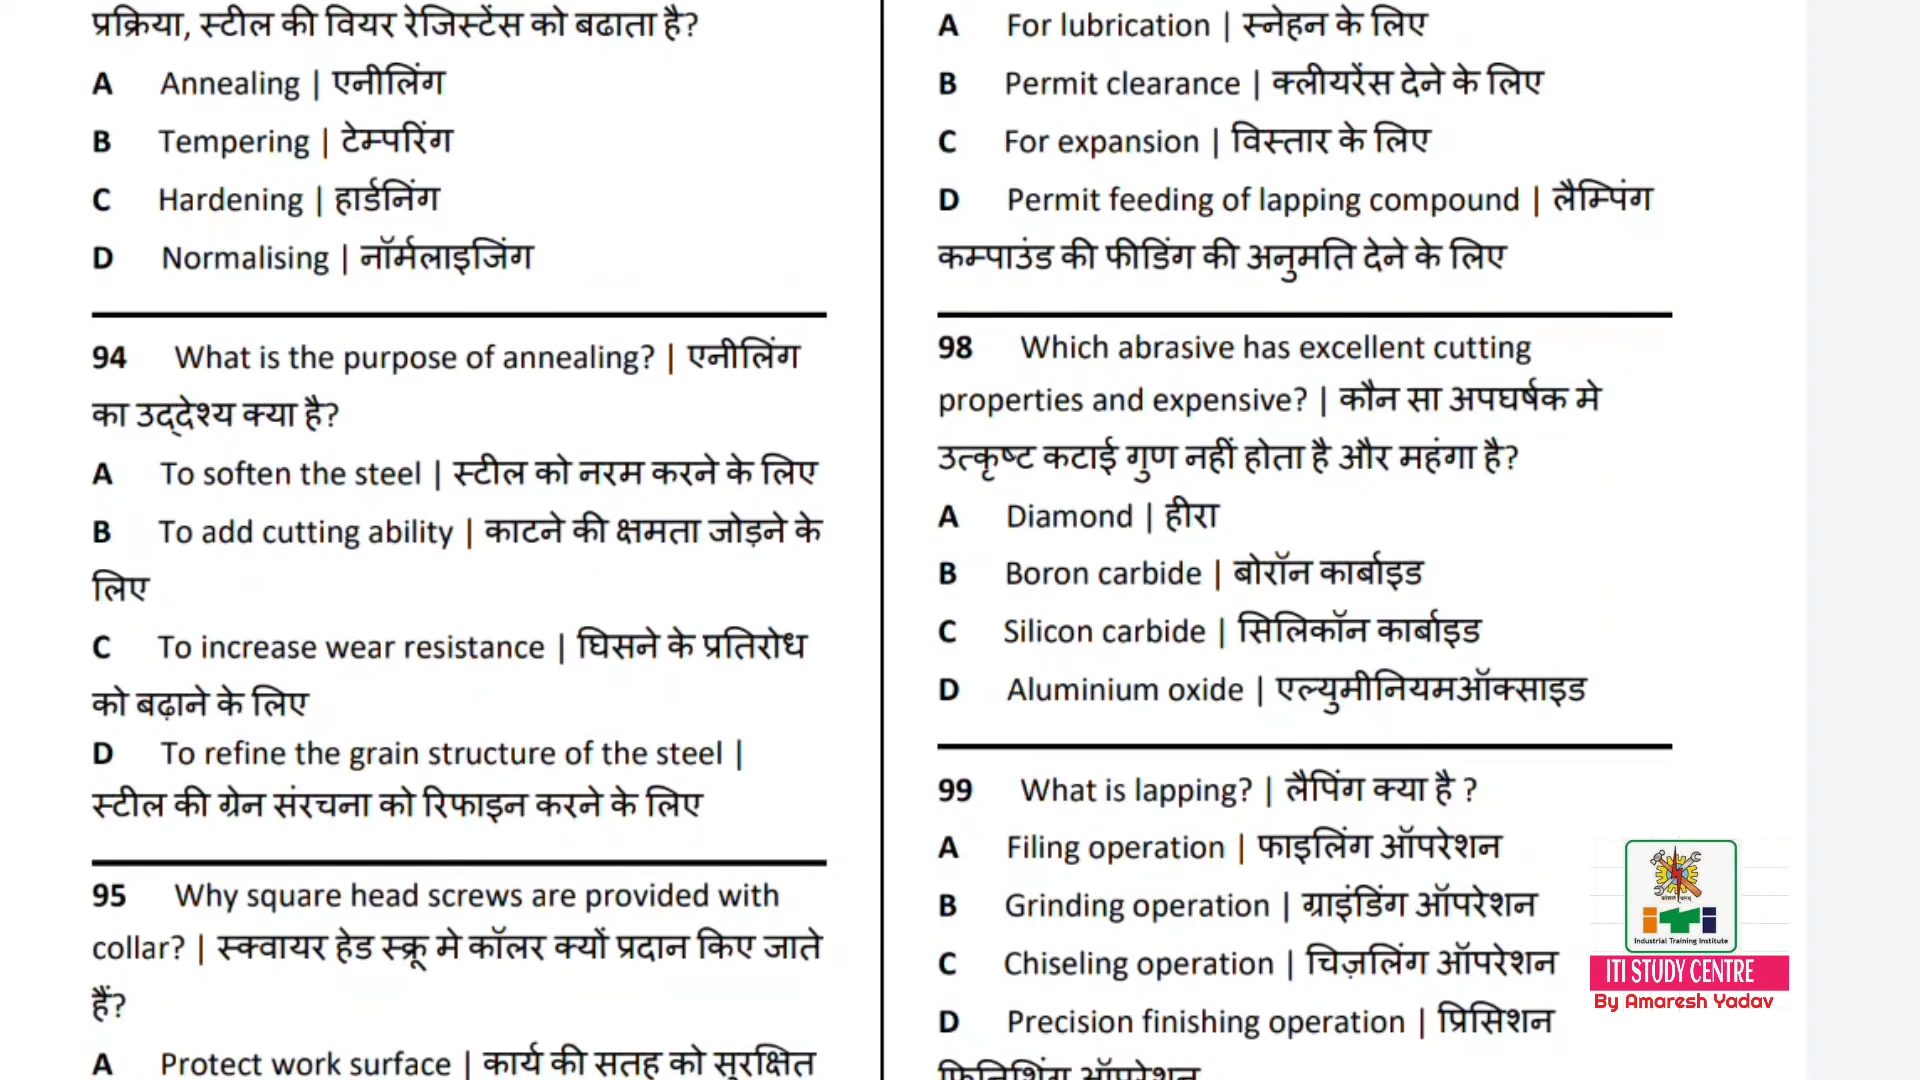 प्रक्रिया, स्टील की वियर रेजिस्टेंस को बढाता है?
A Annealing | एनीलिंग
B Tempering | टेम्परिंग
C Hardening | हार्डनिंग
D Normalising | नॉर्मलाइजिंग
94 What is the purpose of annealing? | एनीलिंग
का उद्देश्य क्या है?
A To soften the steel | स्टील को नरम करने के लिए
B To add cutting ability | काटने की क्षमता जोड़ने के
लिए
C To increase wear resistance | घिसने के प्रतिरोध
को बढ़ाने के लिए
D To refine the grain structure of the steel |
स्टील की ग्रेन संरचना को रिफाइन करने के लिए
95 Why square head screws are provided with
collar? | स्क्वायर हेड स्क्रू मे कॉलर क्यों प्रदान किए जाते
हैं?
A Protect work surface | कार्य की सतह को सुरक्षित
A For lubrication | स्नेहन के लिए
B Permit clearance | क्लीयरेंस देने के लिए
C For expansion | विस्तार के लिए
D Permit feeding of lapping compound | लैम्पिंग
कम्पाउंड की फीडिंग की अनुमति देने के लिए
98 Which abrasive has excellent cutting
properties and expensive? | कौन सा अपघर्षक मे
उत्कृष्ट कटाई गुण नहीं होता है और महंगा है?
A Diamond | हीरा
B Boron carbide | बोरॉन कार्बाइड
C Silicon carbide | सिलिकॉन कार्बाइड
D Aluminium oxide | एल्युमीनियमऑक्साइड
99 What is lapping? | लैपिंग क्या है ?
A Filing operation | फाइलिंग ऑपरेशन
B Grinding operation | ग्राइंडिंग ऑपरेशन
C Chiseling operation | चिज़लिंग ऑपरेशन
D Precision finishing operation | प्रिसिशन
फिनिशिंग ऑपरेशन
iTi
Industrial Training Institute
ITI STUDY CENTRE
By Amaresh Yadav